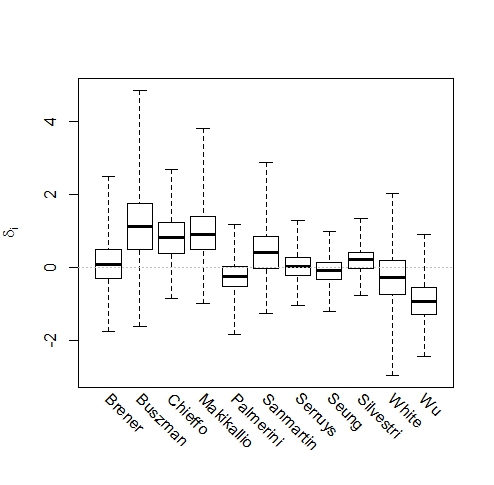 δi
4
2
0
-2
Brener
Buszman
Chieffo
Makikallio
Palmerini
Sanmartin
Serruys
Seung
Silvestri
White
Wu